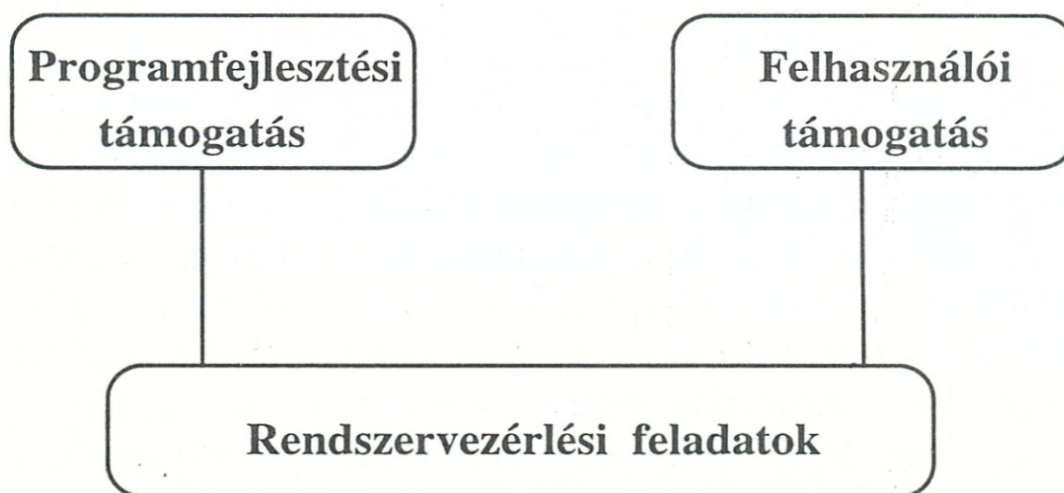 Programfejlesztési
támogatás
Felhasználói
támogatás
Rendszervezérlési feladatok